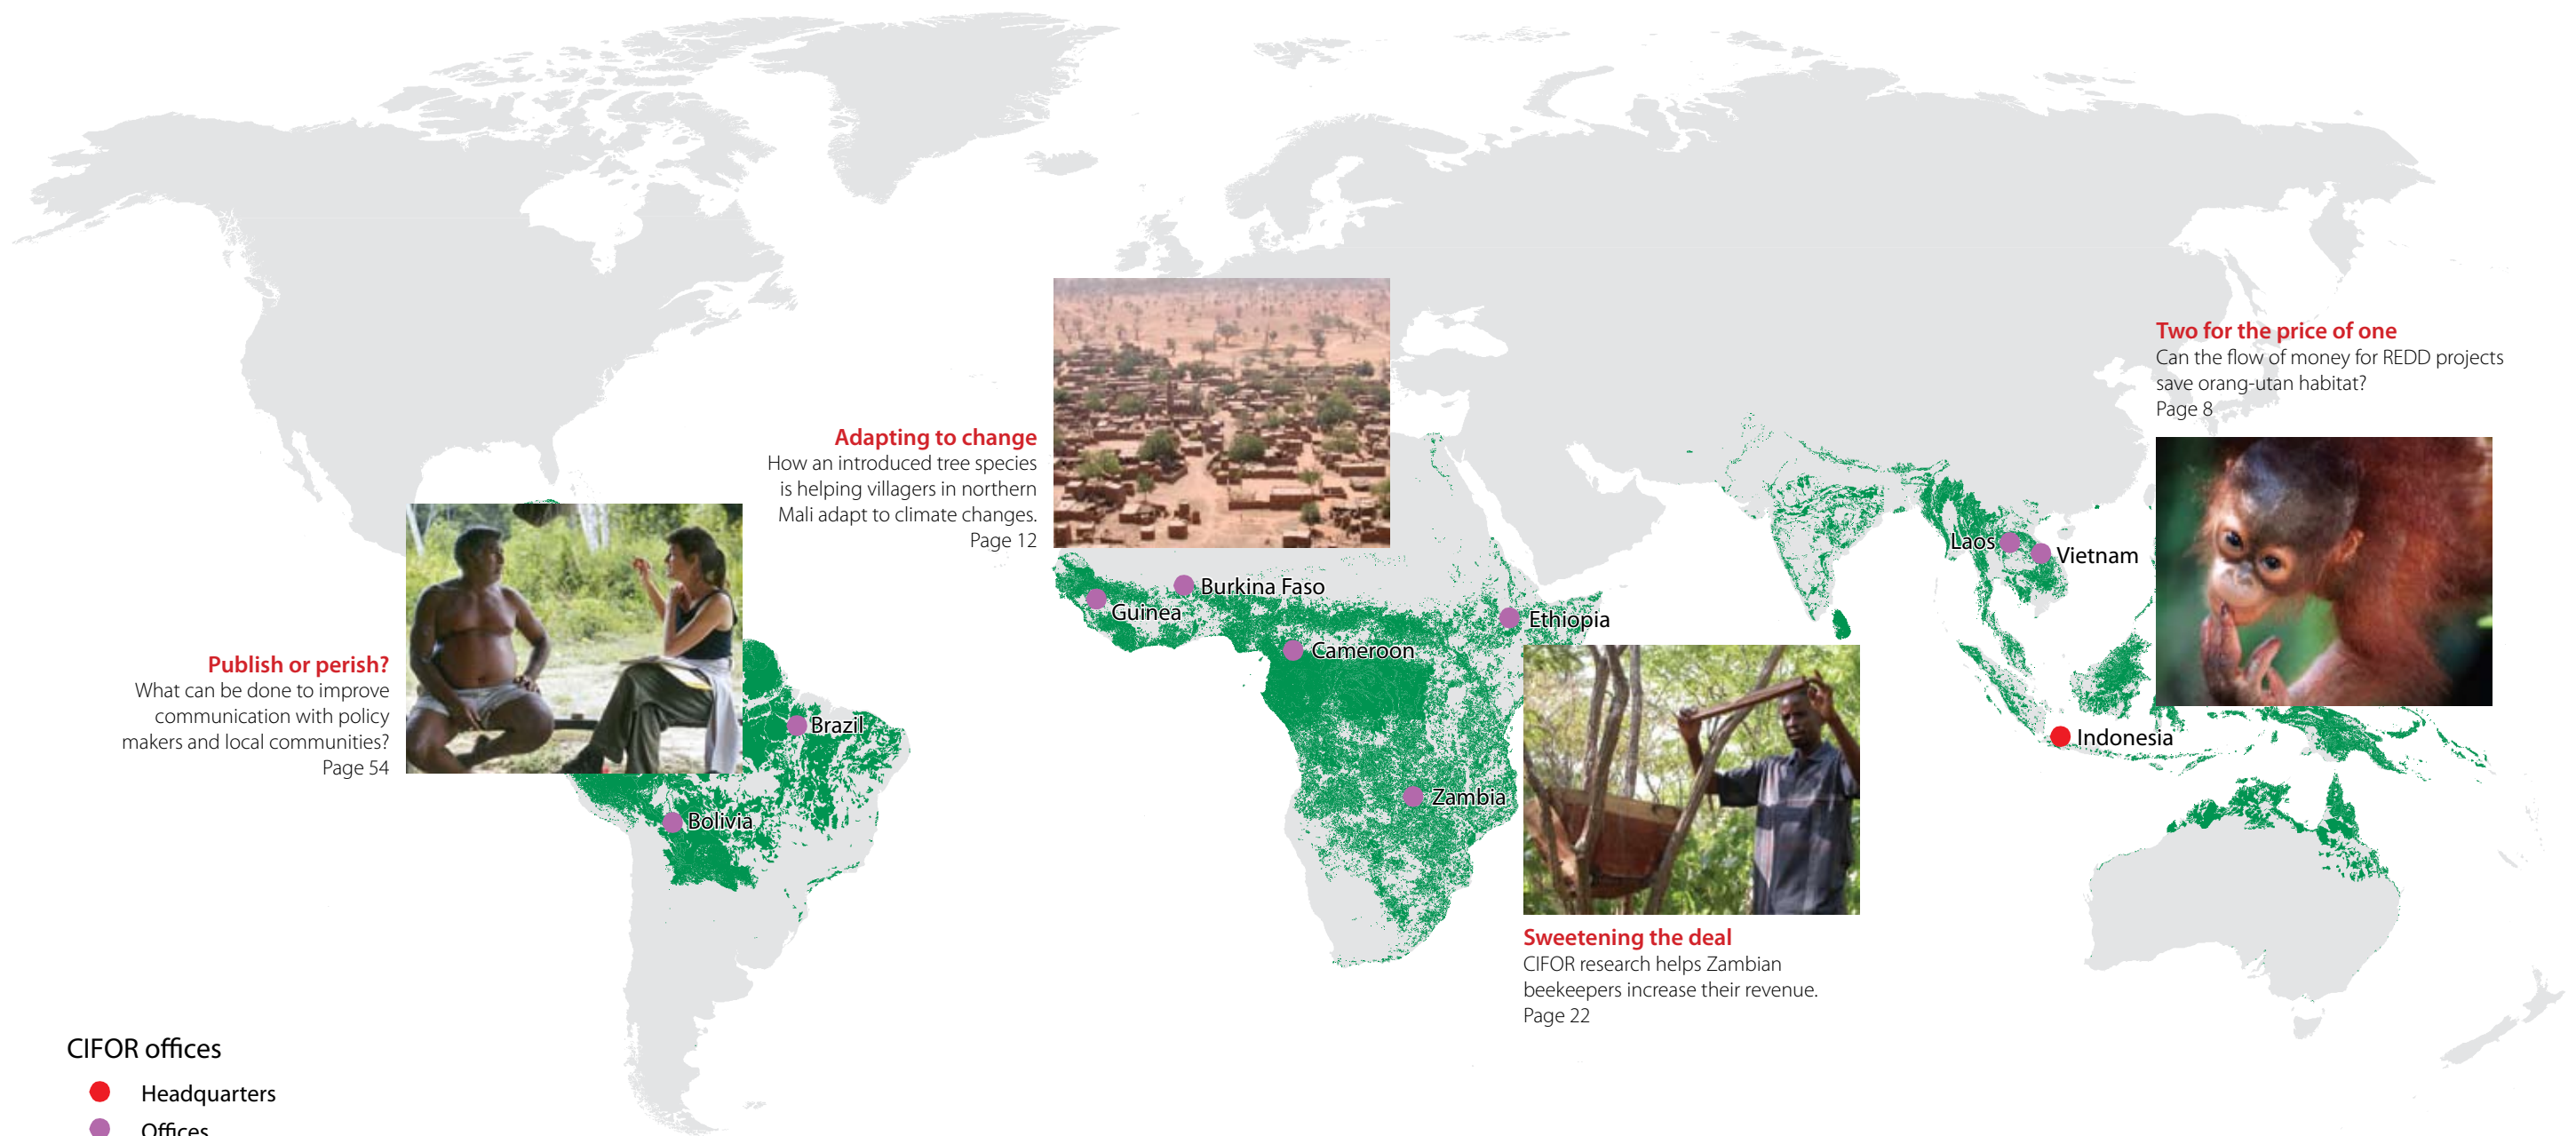 Two for the price of one
Can the flow of money for REDD projects
save orang-utan habitat?
Page 8
Adapting to change
How an introduced tree species
is helping villagers in northern
Mali adapt to climate changes.
Page 12
Laos
Vietnam
Burkina Faso
Guinea
Ethiopia
Cameroon
Publish or perish?
What can be done to improve
communication with policy
makers and local communities?
Page 54
Brazil
Indonesia
Zambia
Bolivia
Sweetening the deal
CIFOR research helps Zambian
beekeepers increase their revenue.
Page 22
CIFOR offices
Headquarters
Offices